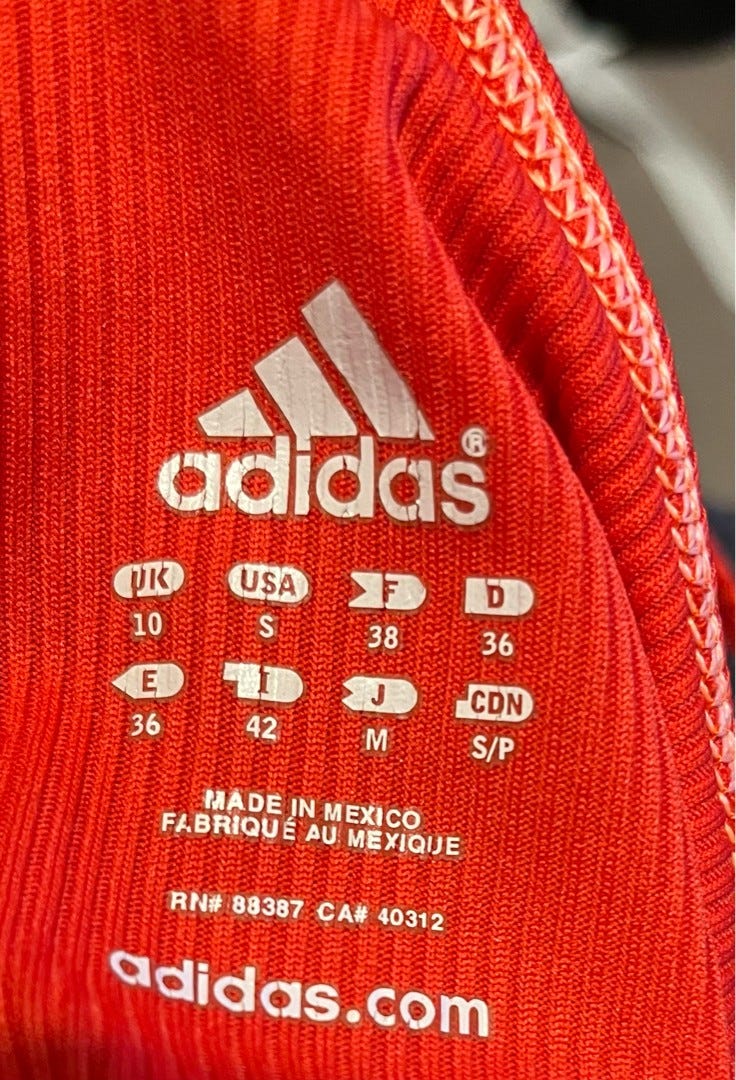 adidas®
UK USA F D
10 S 38 36
E I J CDN
36 42 M S/P
MADE IN MEXICO
FABRIQUÉ AU MEXIQUE
RN# 88387 CA# 40312
adidas.com